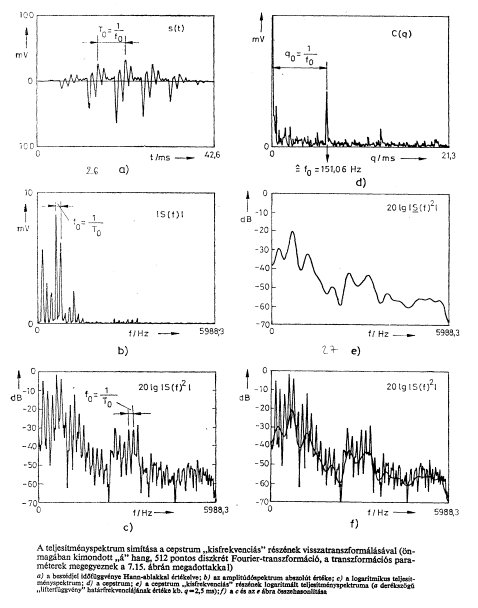 100
s(t)
T₀ = 1/f₀
mV
0
100
0
t/ms
42,6
26
a)
C(q)
mV
q₀ = 1/f₀
0
q/ms
21,3
≙ f₀ = 151,06 Hz
d)
10
|S(f)|
mV
f₀ = 1/T₀
0
0
f/Hz
5988,3
b)
0
-10
dB
-20
-30
-40
-50
-60
-70
20 lg |S(f)²|
0
f/Hz
5988,3
27
e)
0
-10
dB
-20
-30
-40
-50
-60
-70
20 lg |S(f)²|
f₀ = 1/T₀
0
f/Hz
5988,3
c)
0
-10
dB
-20
-30
-40
-50
-60
-70
20 lg |S(f)²|
0
f/Hz
5988,3
f)
A teljesítményspektrum simítása a cepstrum „kisfrekvenciás” részének visszatranszformálásával (ön-
magában kimondott „á” hang, 512 pontos diszkrét Fourier-transzformáció, a transzformációs para-
méterek megegyeznek a 7.15. ábrán megadottakkal)
a) a beszédjel időfüggvénye Hann-ablakkal értékelve; b) az amplitúdóspektrum abszolút értéke; c) a logaritmikus teljesít-
ményspektrum; d) a cepstrum; e) a cepstrum „kisfrekvenciás” részének logaritmált teljesítményspektruma (a derékszögű
„lifterfüggvény” határfrekvenciájának értéke kb. q=2,5 ms); f) a c és az e ábra összehasonlítása